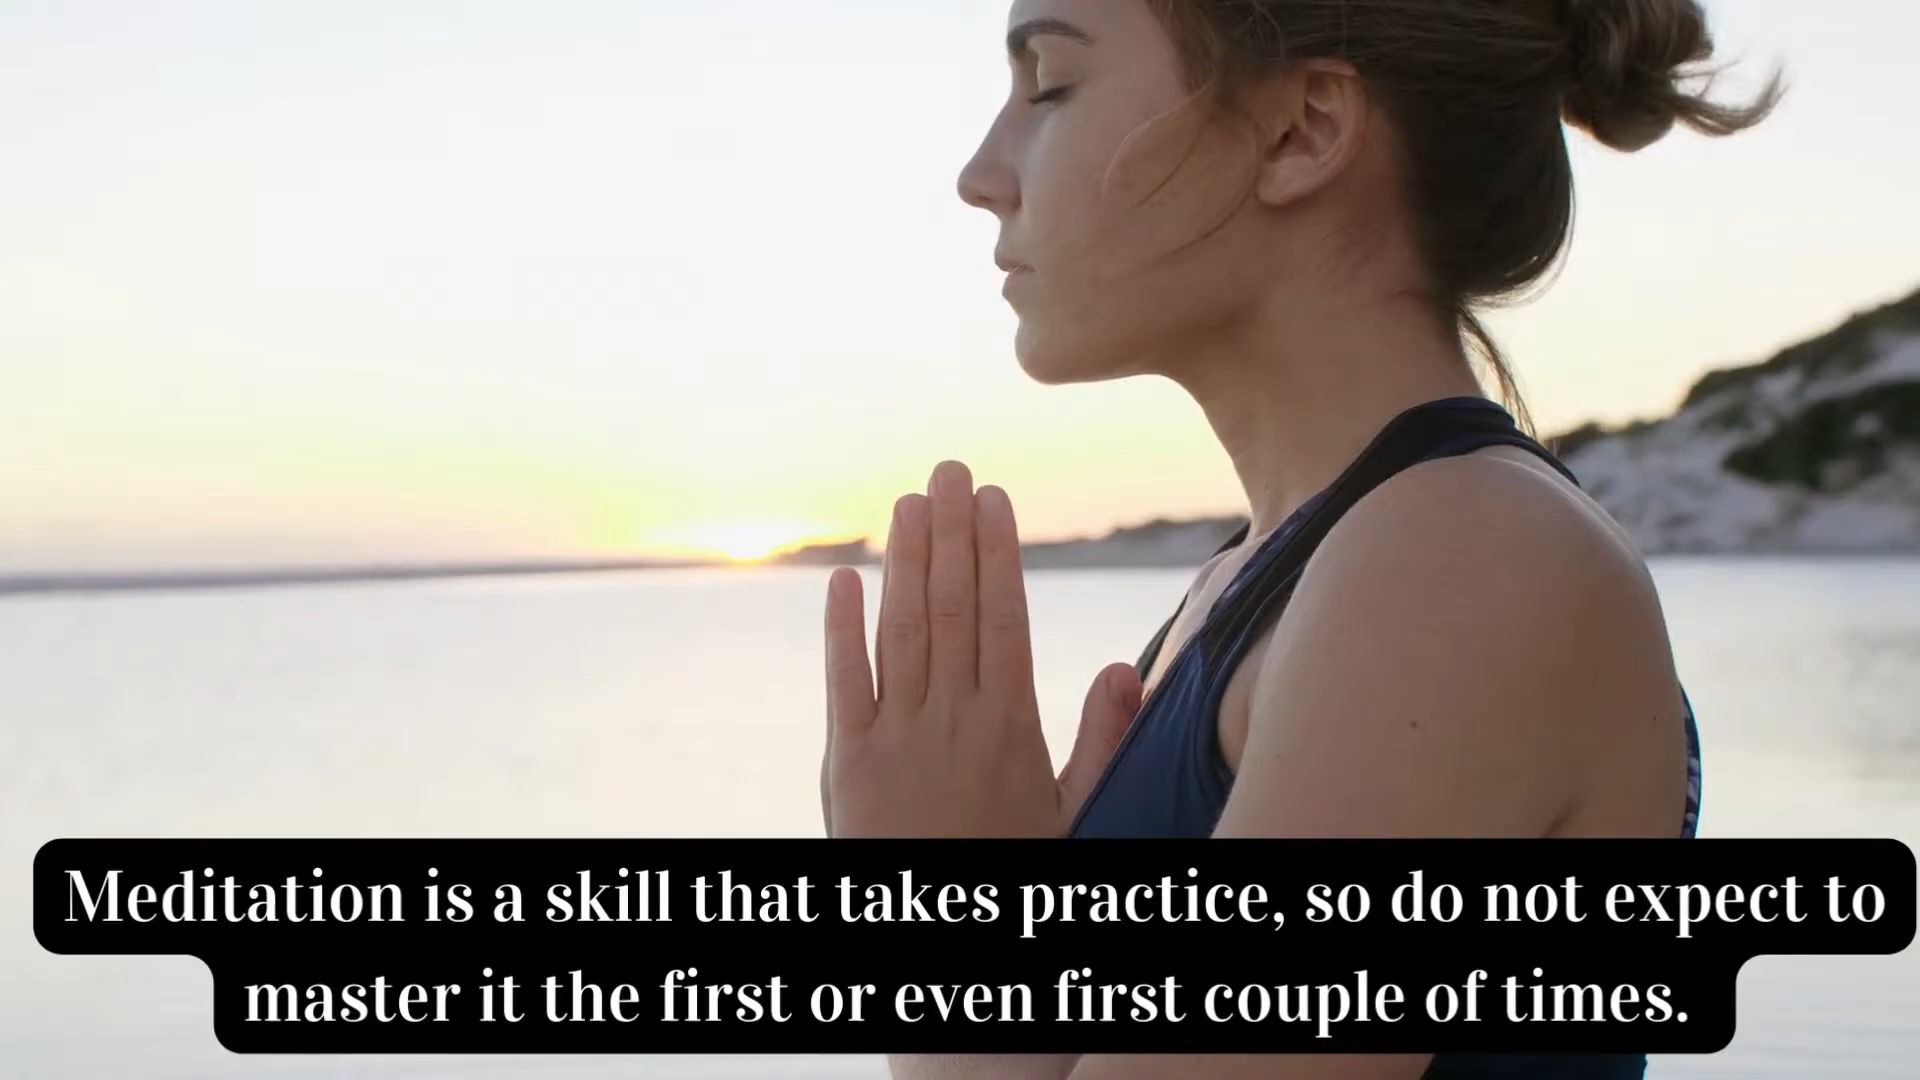 Meditation is a skill that takes practice, so do not expect to
master it the first or even first couple of times.